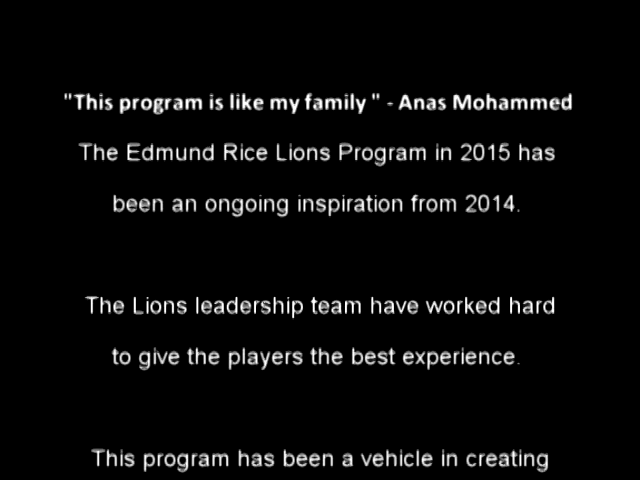 "This program is like my family " - Anas Mohammed
The Edmund Rice Lions Program in 2015 has
been an ongoing inspiration from 2014.
The Lions leadership team have worked hard
to give the players the best experience.
This program has been a vehicle in creating